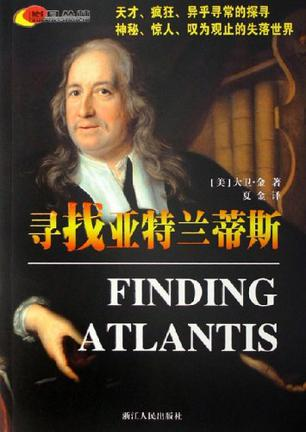 天才、疯狂、异乎寻常的探寻
神秘、惊人、叹为观止的失落世界
[美] 大卫·金 著
夏金 译
寻找亚特兰蒂斯
FINDING
ATLANTIS
浙江人民出版社